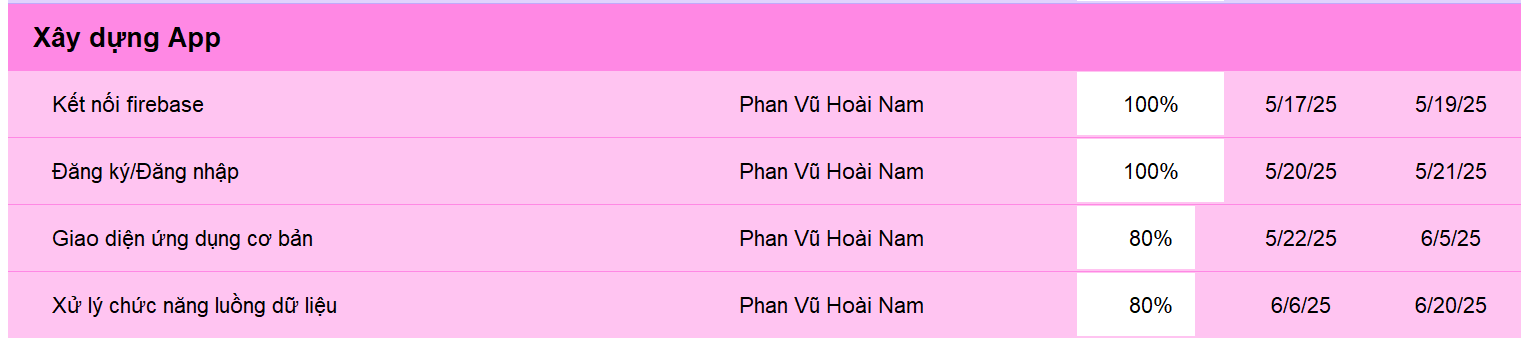 Xây dựng App
Kết nối firebase Phan Vũ Hoài Nam 100% 5/17/25 5/19/25
Đăng ký/Đăng nhập Phan Vũ Hoài Nam 100% 5/20/25 5/21/25
Giao diện ứng dụng cơ bản Phan Vũ Hoài Nam 80% 5/22/25 6/5/25
Xử lý chức năng luồng dữ liệu Phan Vũ Hoài Nam 80% 6/6/25 6/20/25